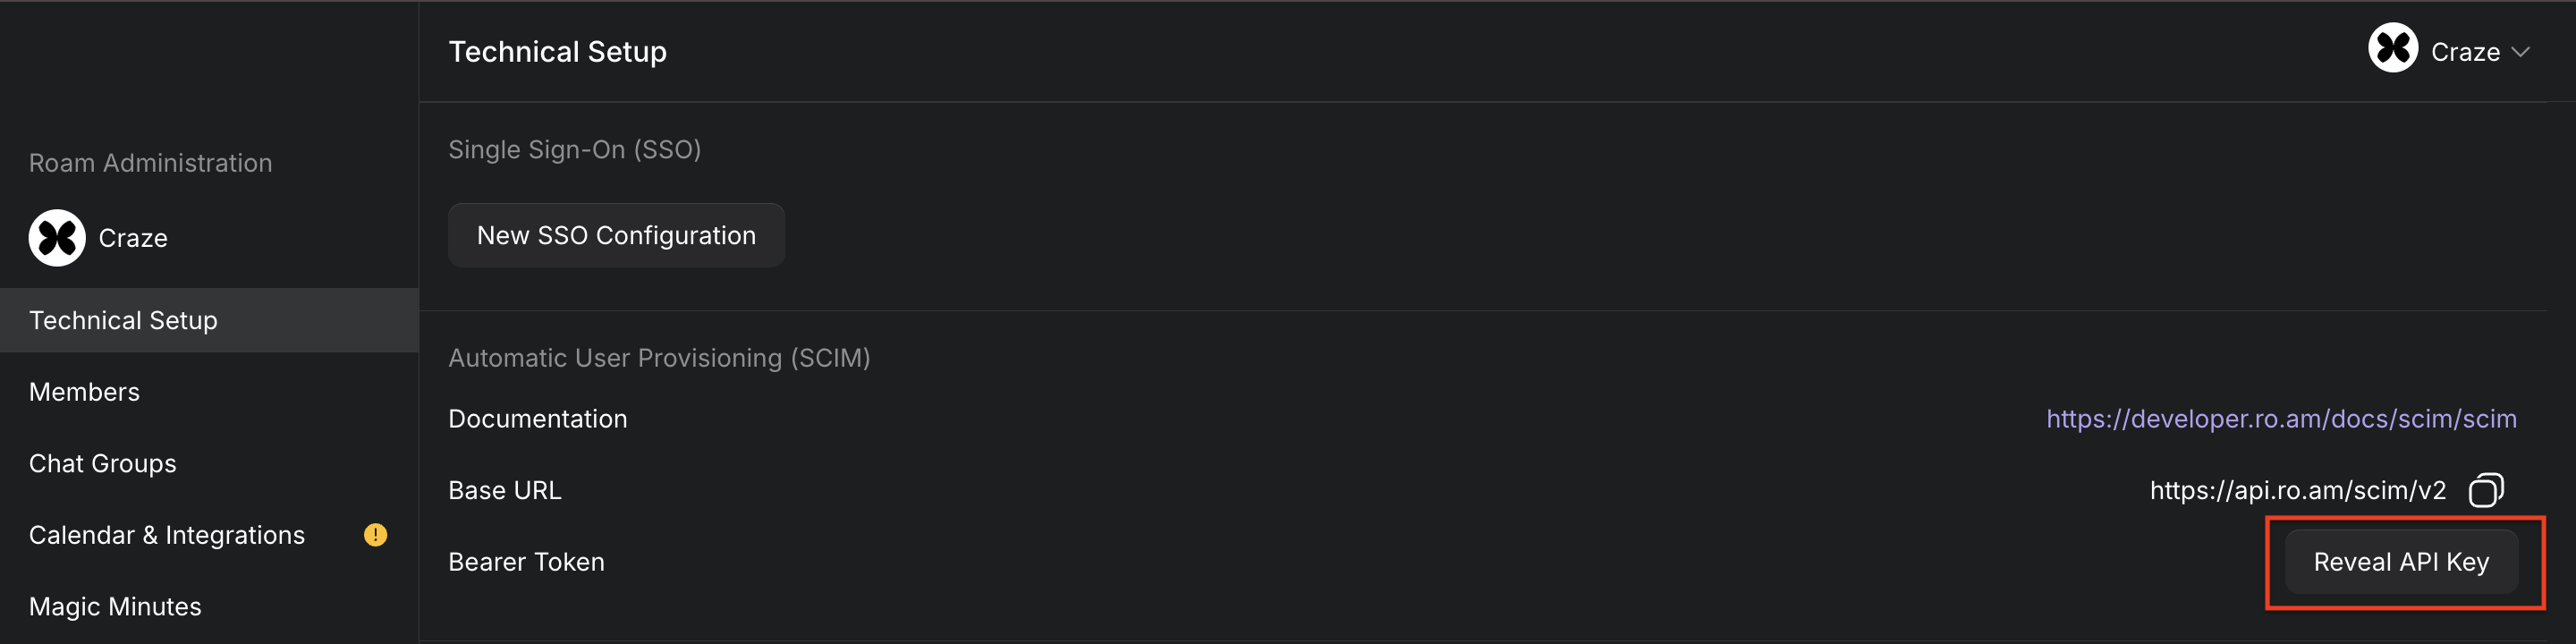 Technical Setup
Craze
Roam Administration
Craze
Technical Setup
Members
Chat Groups
Calendar & Integrations
!
Magic Minutes
Single Sign-On (SSO)
New SSO Configuration
Automatic User Provisioning (SCIM)
Documentation
https://developer.ro.am/docs/scim/scim
Base URL
https://api.ro.am/scim/v2
Bearer Token
Reveal API Key